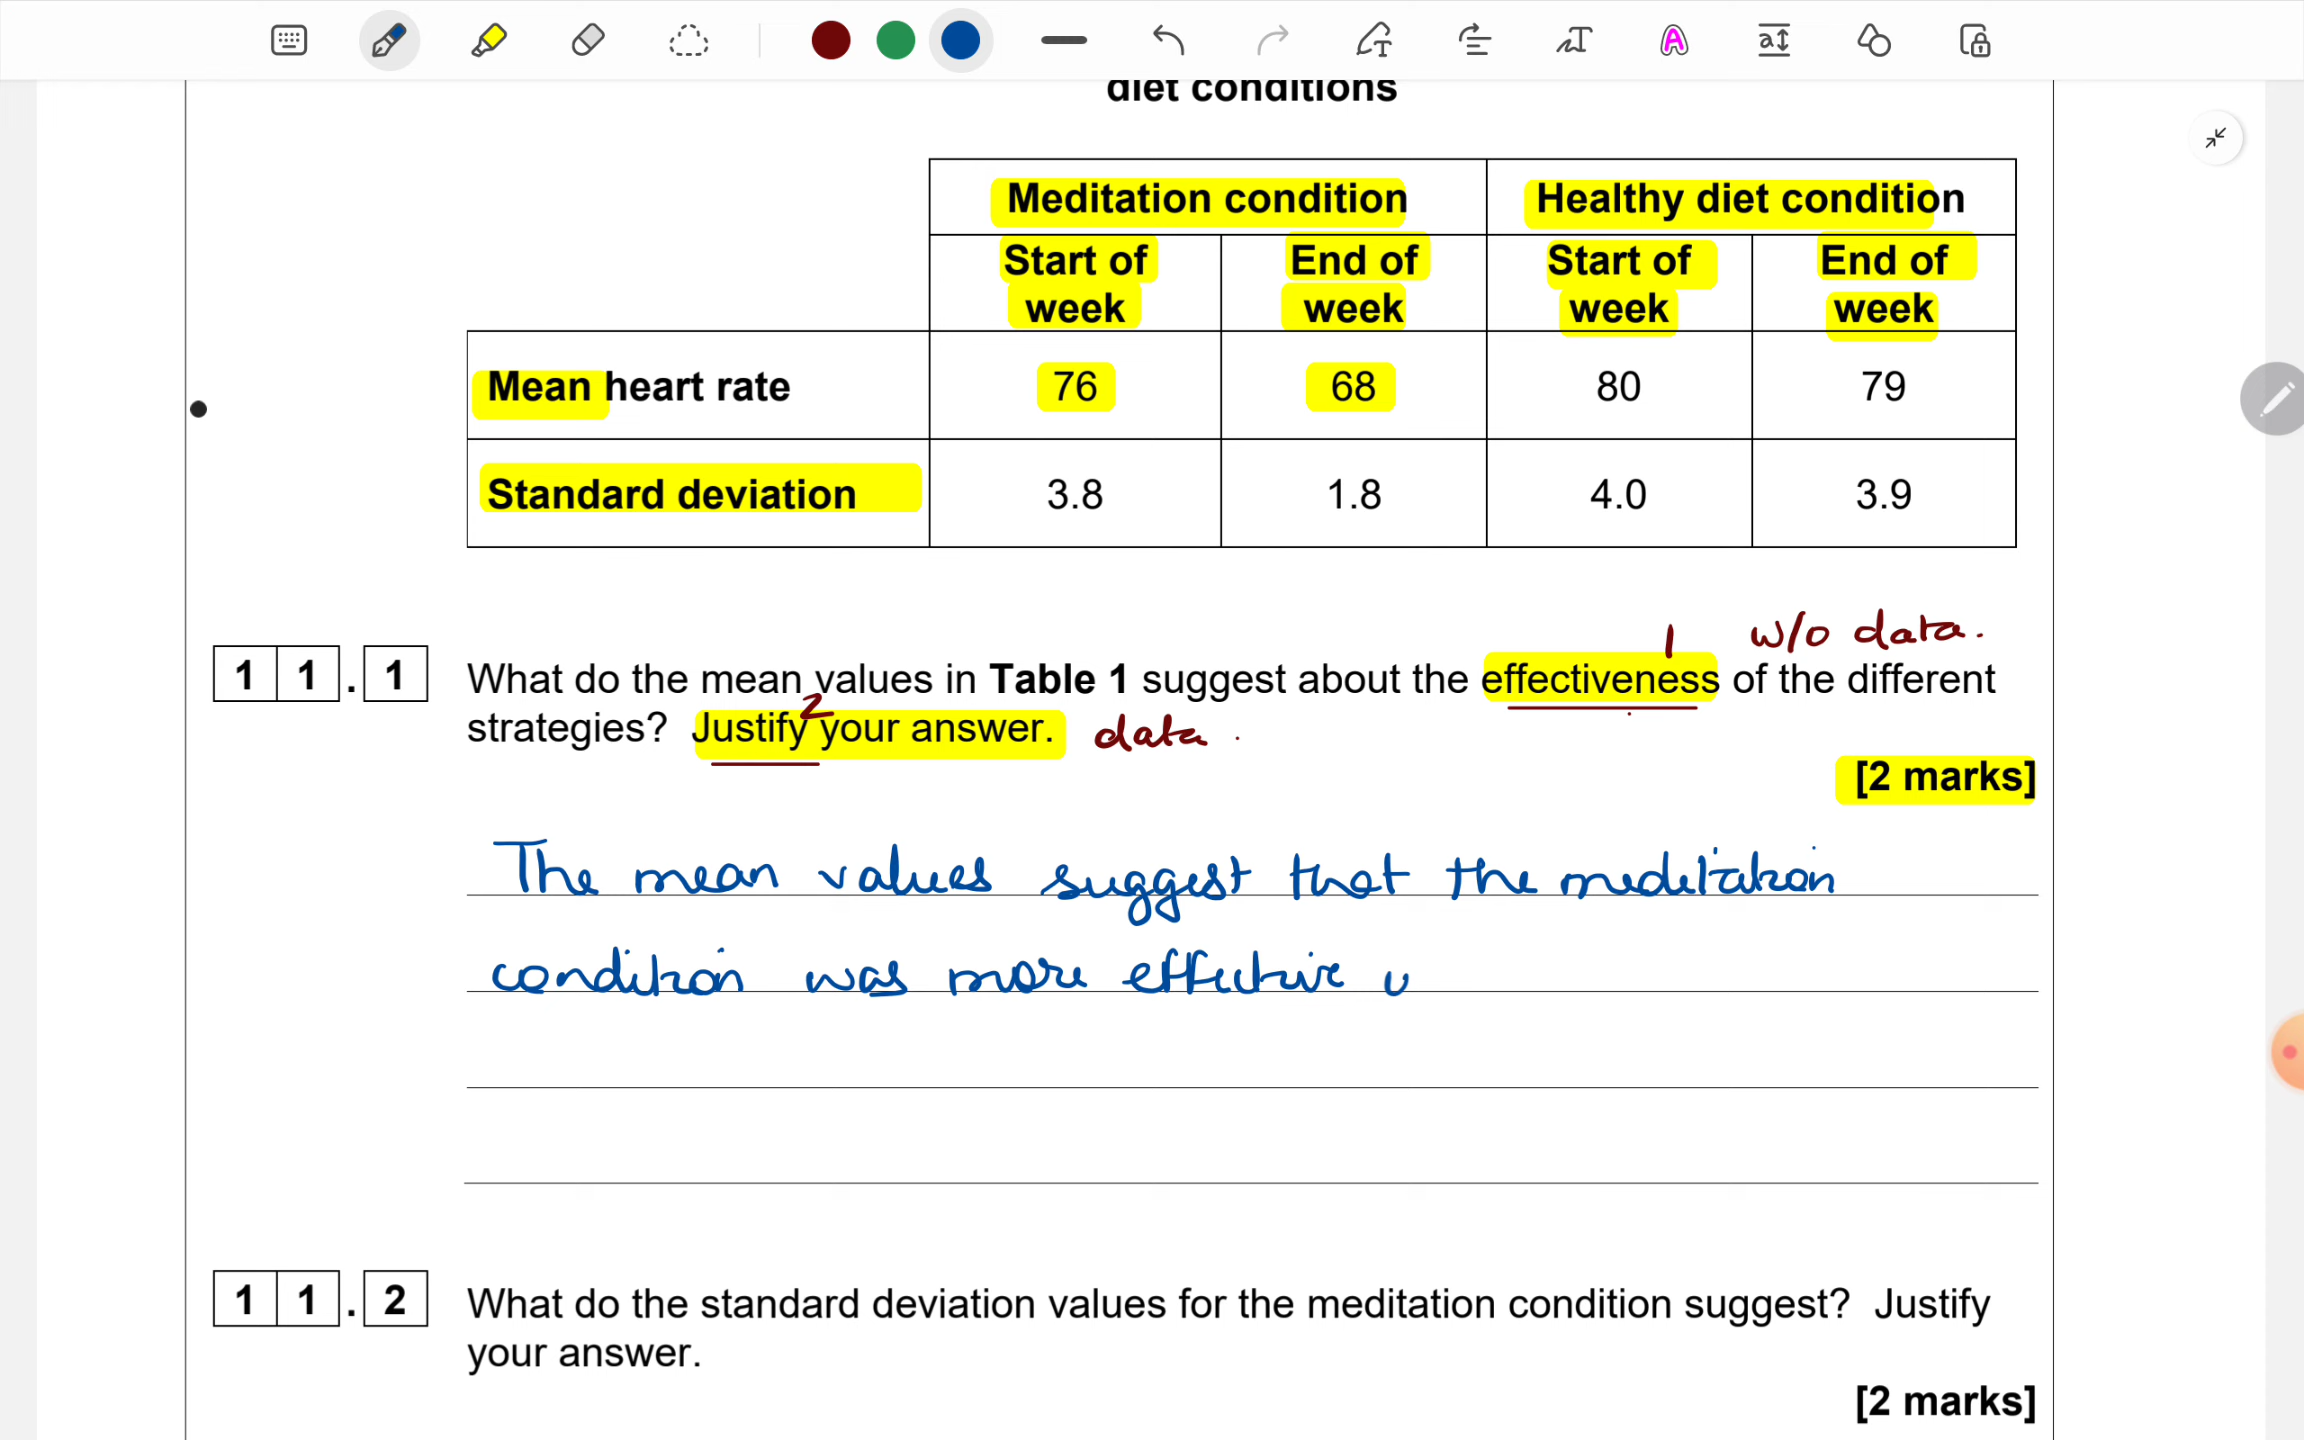 diet conditions
Meditation condition Healthy diet condition
Start of week End of week Start of week End of week
Mean heart rate 76 68 80 79
Standard deviation 3.8 1.8 4.0 3.9
1 w/o data.
11.1 What do the mean values in Table 1 suggest about the effectiveness of the different
2
strategies? Justify your answer. data.
[2 marks]
The mean values suggest that the meditation
condition was more effective
11.2 What do the standard deviation values for the meditation condition suggest? Justify
your answer.
[2 marks]